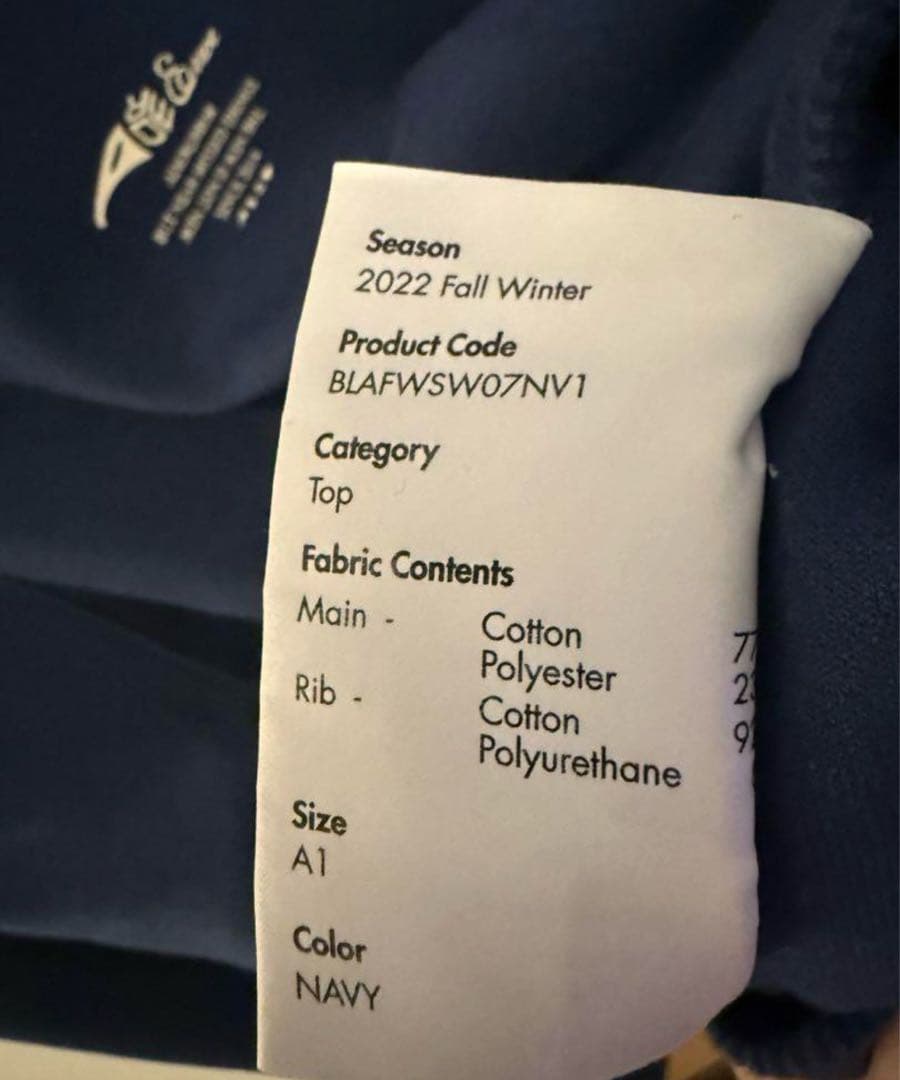 Season
2022 Fall Winter
Product Code
BLAFWSW07NV1
Category
Top
Fabric Contents
Main - Cotton 77
Polyester
Rib - Cotton
Polyurethane
Size
A1
Color
NAVY